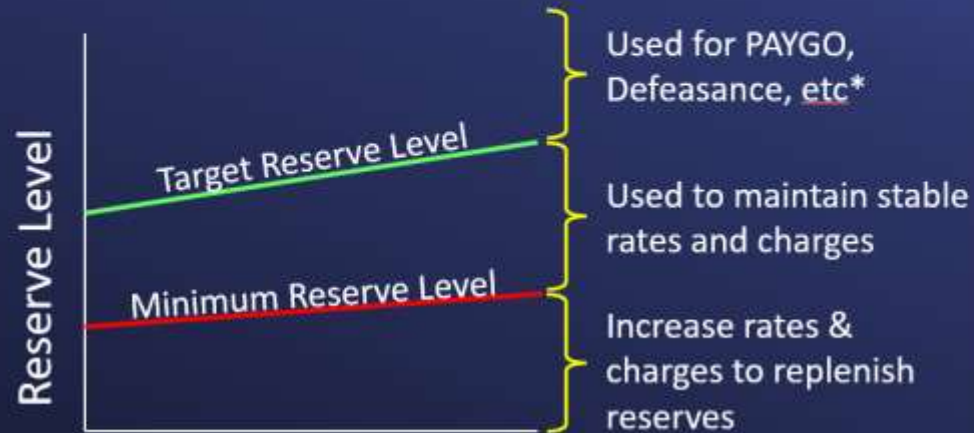 Reserve Level
Target Reserve Level
Minimum Reserve Level
Used for PAYGO,
Defeasance, etc*
Used to maintain stable
rates and charges
Increase rates &
charges to replenish
reserves